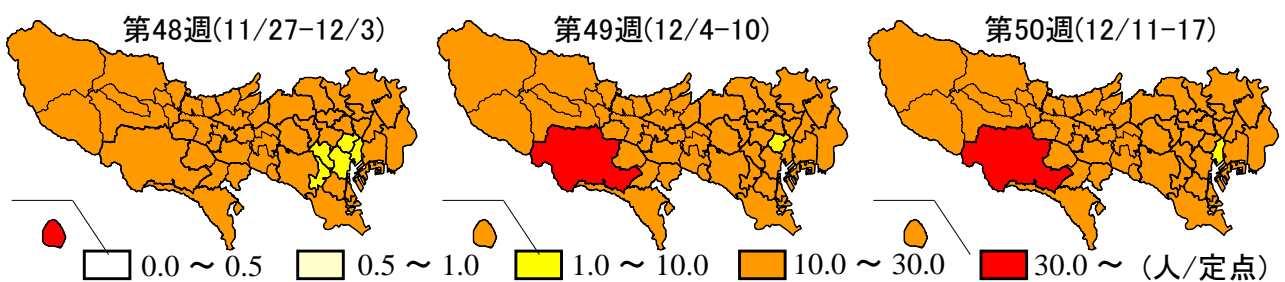 第48週(11/27-12/3) 第49週(12/4-10) 第50週(12/11-17)
0.0 ～ 0.5 0.5 ～ 1.0 1.0 ～ 10.0 10.0 ～ 30.0 30.0 ～ (人/定点)